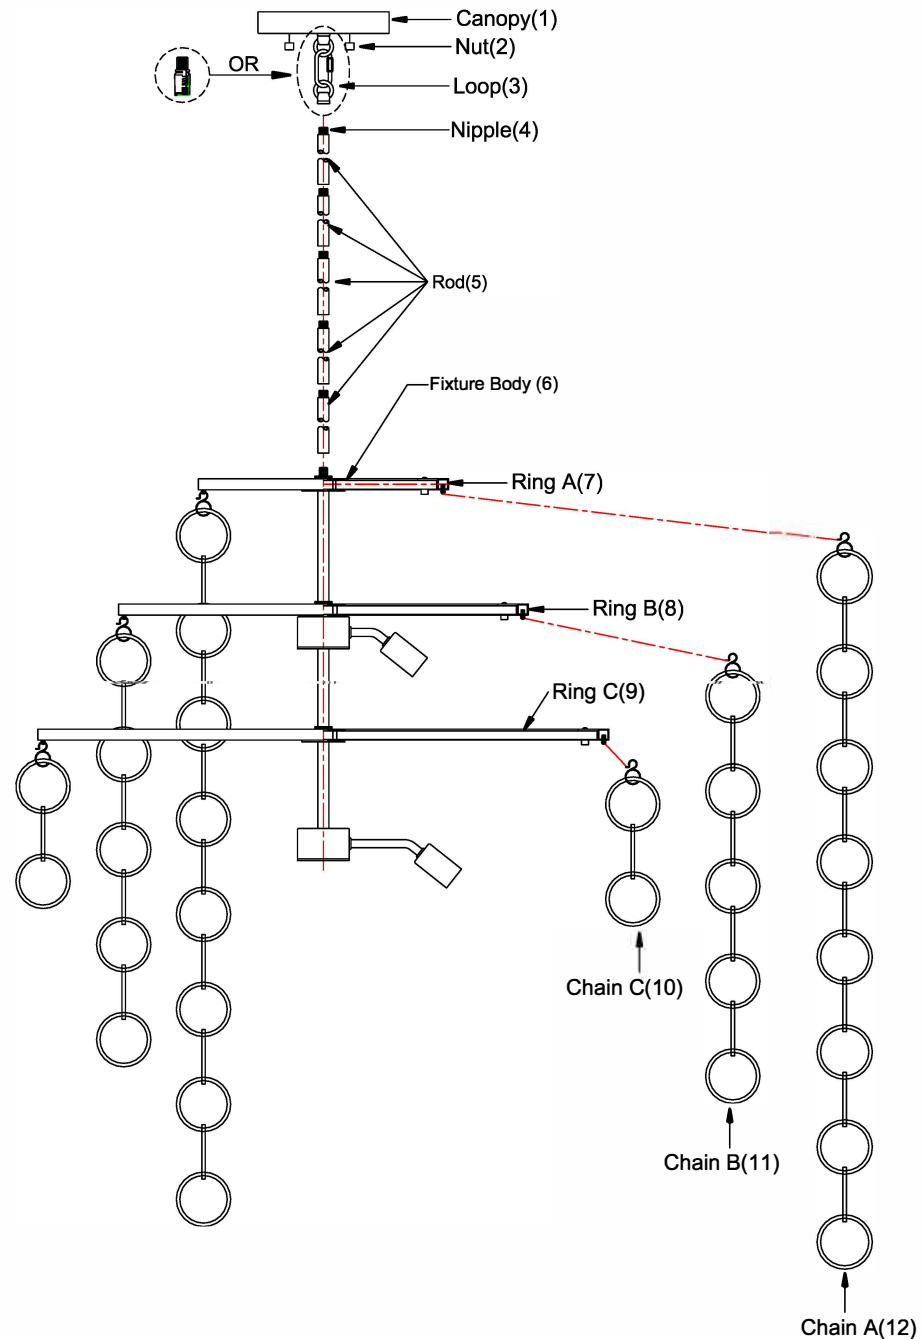 Canopy(1)
Nut(2)
OR
Loop(3)
Nipple(4)
Rod(5)
Fixture Body (6)
Ring A(7)
Ring B(8)
Ring C(9)
Chain C(10)
Chain B(11)
Chain A(12)